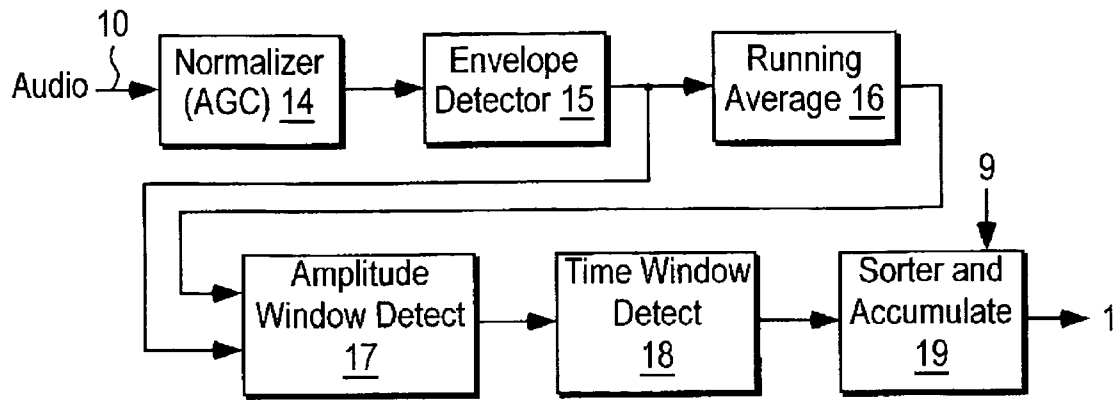 10
Audio
Normalizer
(AGC) 14
Envelope
Detector 15
Running
Average 16
9
Amplitude
Window Detect
17
Time Window
Detect
18
Sorter and
Accumulate
19
1